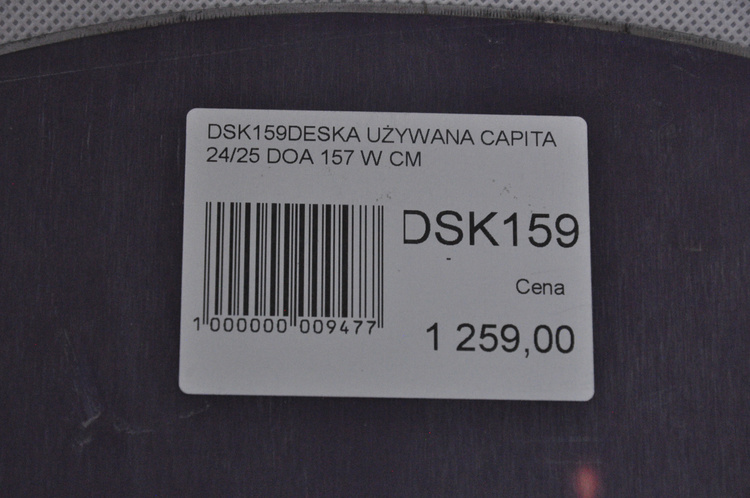 DSK159DESKA UŻYWANA CAPITA
24/25 DOA 157 W CM
DSK159
-
Cena
1 000000 009477
1 259,00